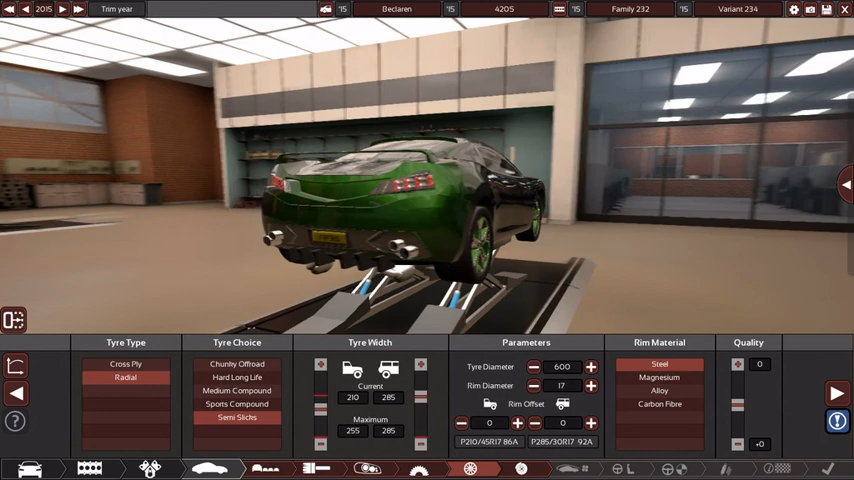 2015 Trim year '15 Beclaren '15 4205 '15 Family 232 '15 Variant 234
Tyre Type
Cross Ply
Radial
Tyre Choice
Chunky Offroad
Hard Long Life
Medium Compound
Sports Compound
Semi Slicks
Tyre Width
Current
210 285
Maximum
255 285
Parameters
Tyre Diameter 600
Rim Diameter 17
Rim Offset
0 0
P210/45R17 86A P285/30R17 92A
Rim Material
Steel
Magnesium
Alloy
Carbon Fibre
Quality
0
+0